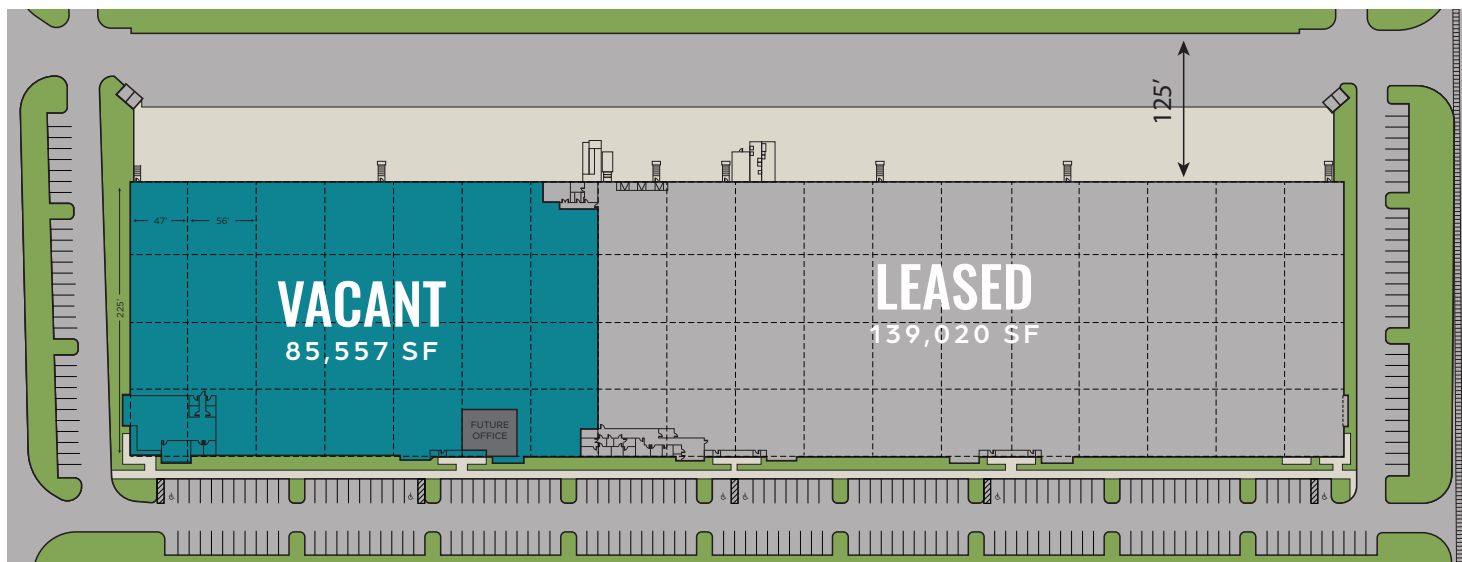 125'
47'
56'
225'
VACANT
85,557 SF
LEASED
139,020 SF
FUTURE
OFFICE